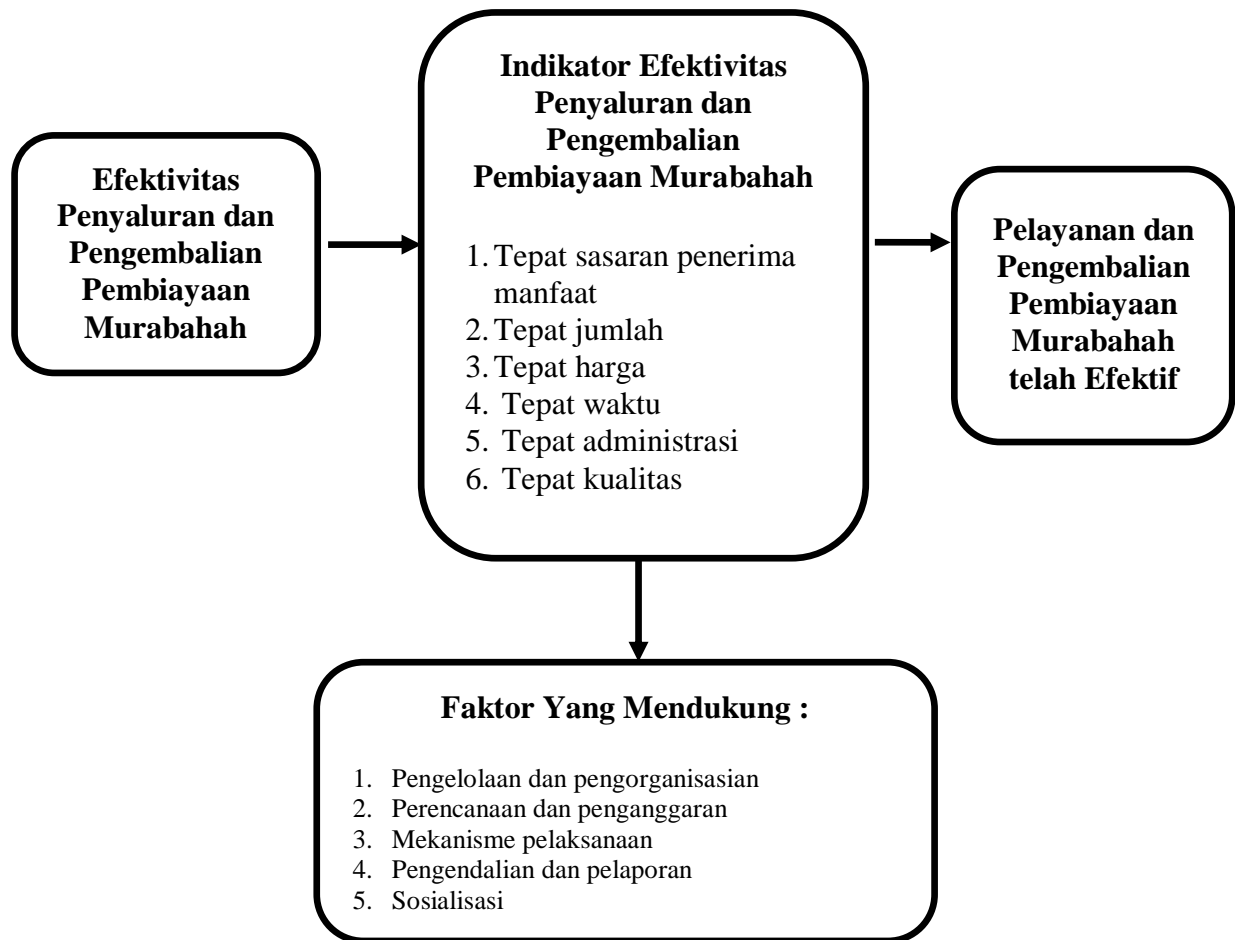 Efektivitas
Penyaluran dan
Pengembalian
Pembiayaan
Murabahah
Indikator Efektivitas
Penyaluran dan
Pengembalian
Pembiayaan Murabahah
1. Tepat sasaran penerima
manfaat
2. Tepat jumlah
3. Tepat harga
4. Tepat waktu
5. Tepat administrasi
6. Tepat kualitas
Pelayanan dan
Pengembalian
Pembiayaan
Murabahah
telah Efektif
Faktor Yang Mendukung :
1. Pengelolaan dan pengorganisasian
2. Perencanaan dan penganggaran
3. Mekanisme pelaksanaan
4. Pengendalian dan pelaporan
5. Sosialisasi